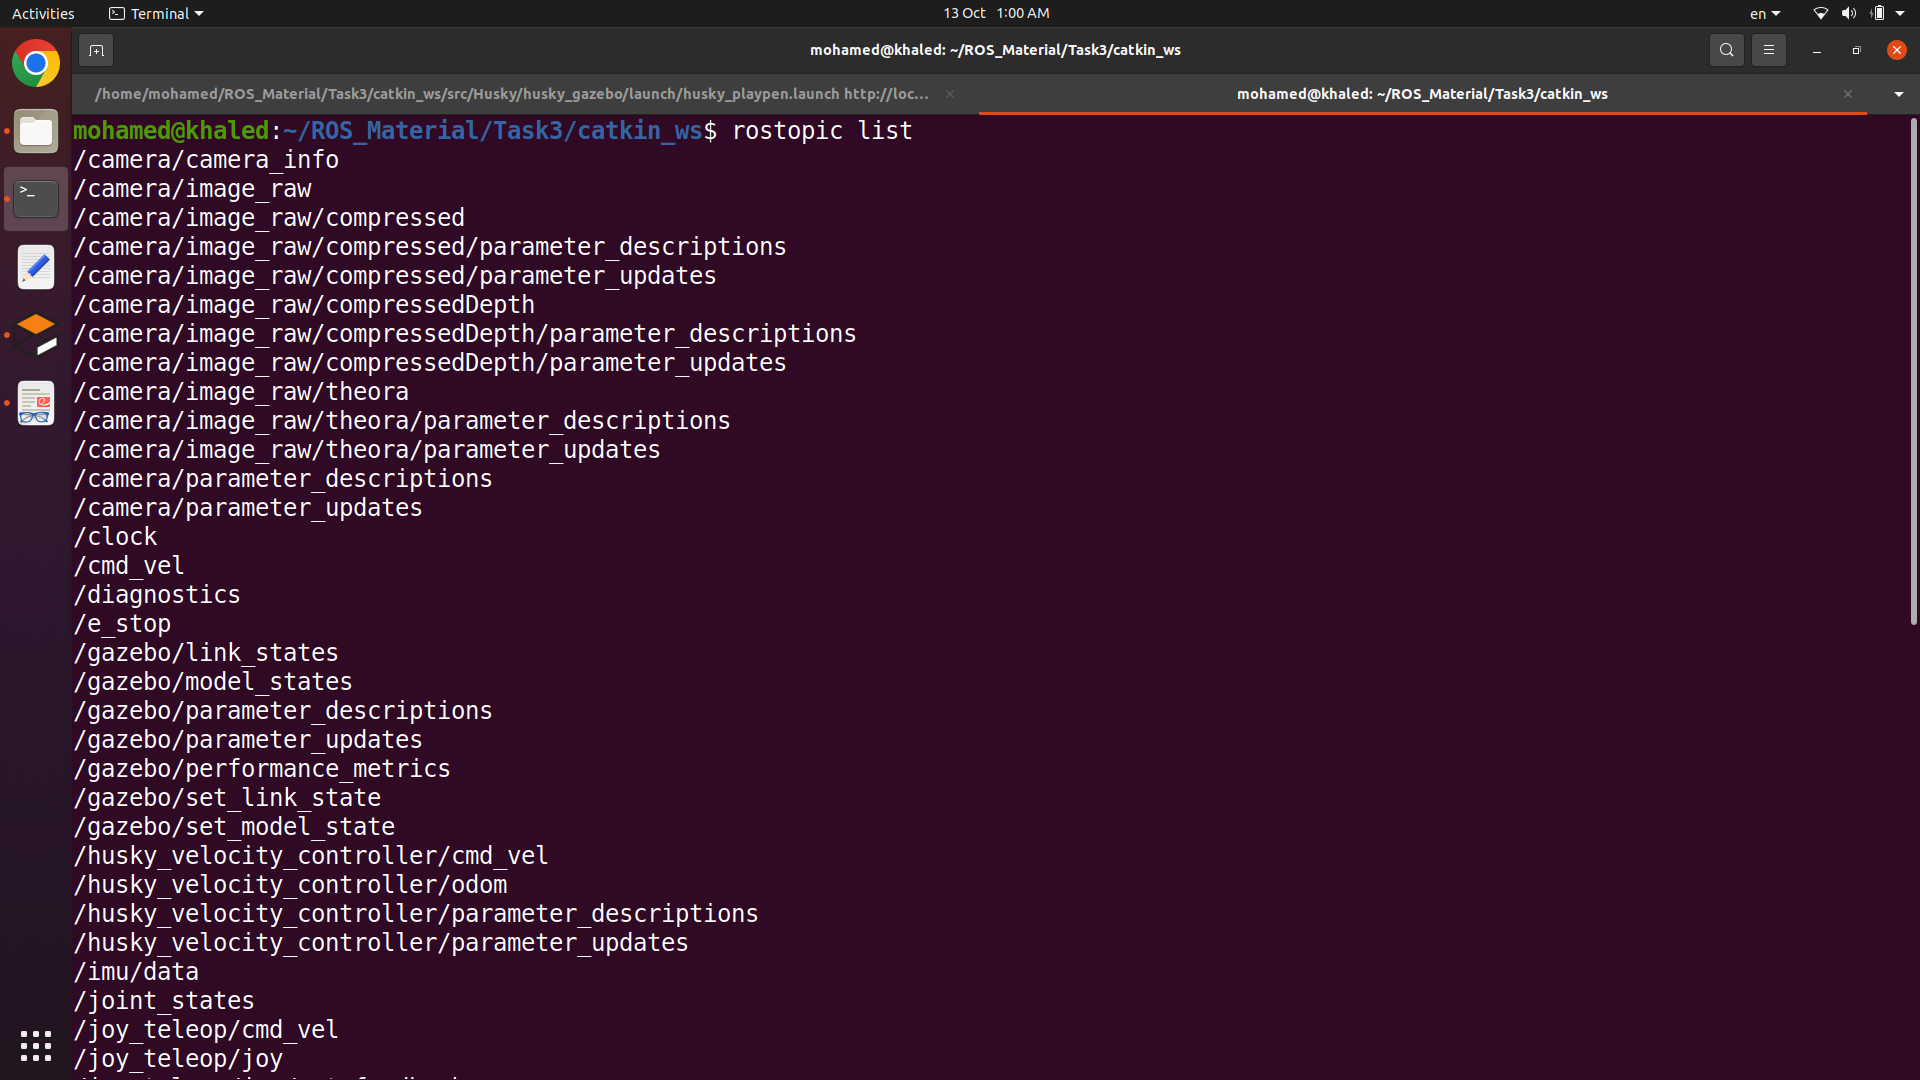 Activities Terminal 13 Oct 1:00 AM en
mohamed@khaled: ~/ROS_Material/Task3/catkin_ws
/home/mohamed/ROS_Material/Task3/catkin_ws/src/Husky/husky_gazebo/launch/husky_playpen.launch http://loc... mohamed@khaled: ~/ROS_Material/Task3/catkin_ws
mohamed@khaled:~/ROS_Material/Task3/catkin_ws$ rostopic list
/camera/camera_info
/camera/image_raw
/camera/image_raw/compressed
/camera/image_raw/compressed/parameter_descriptions
/camera/image_raw/compressed/parameter_updates
/camera/image_raw/compressedDepth
/camera/image_raw/compressedDepth/parameter_descriptions
/camera/image_raw/compressedDepth/parameter_updates
/camera/image_raw/theora
/camera/image_raw/theora/parameter_descriptions
/camera/image_raw/theora/parameter_updates
/camera/parameter_descriptions
/camera/parameter_updates
/clock
/cmd_vel
/diagnostics
/e_stop
/gazebo/link_states
/gazebo/model_states
/gazebo/parameter_descriptions
/gazebo/parameter_updates
/gazebo/performance_metrics
/gazebo/set_link_state
/gazebo/set_model_state
/husky_velocity_controller/cmd_vel
/husky_velocity_controller/odom
/husky_velocity_controller/parameter_descriptions
/husky_velocity_controller/parameter_updates
/imu/data
/joint_states
/joy_teleop/cmd_vel
/joy_teleop/joy